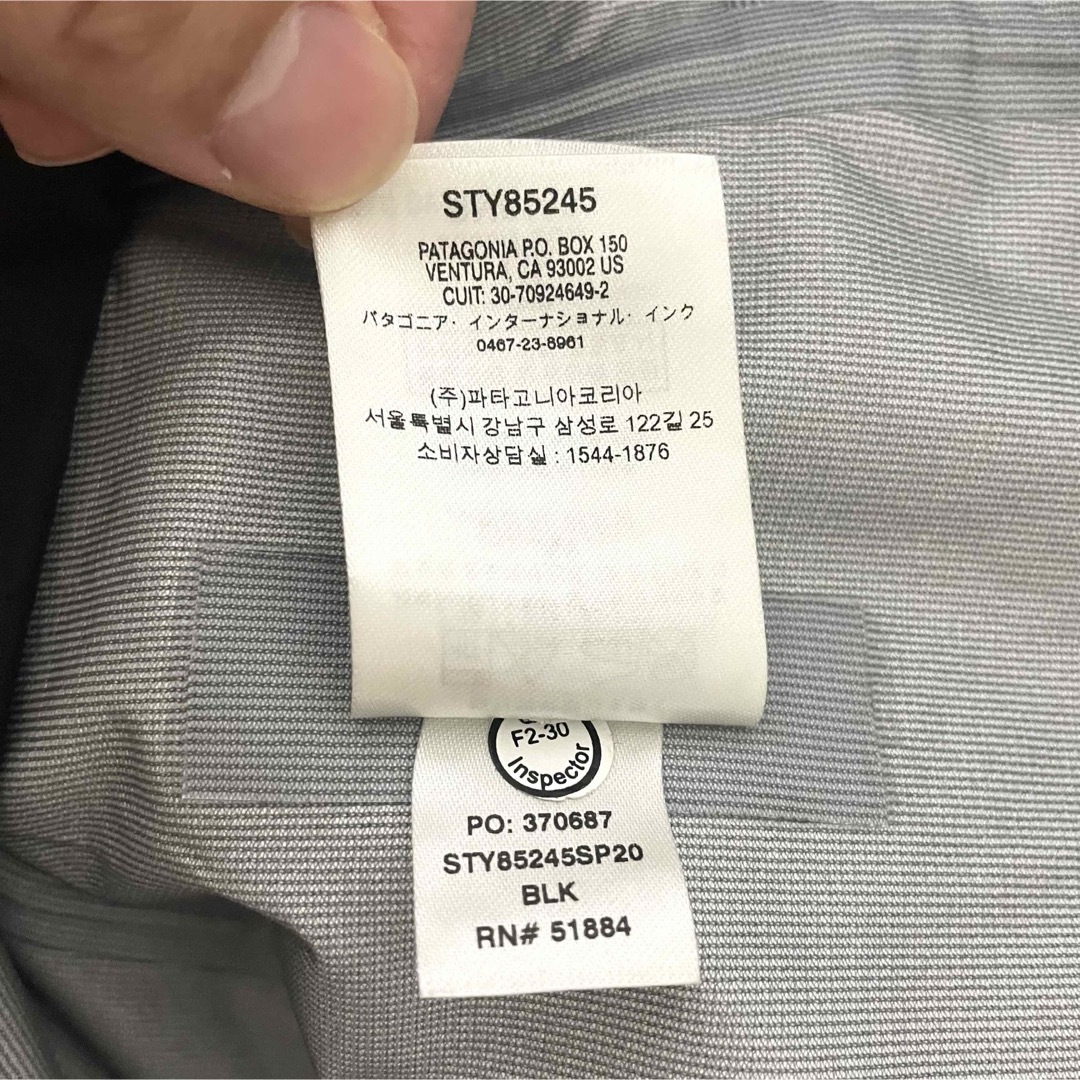 STY85245
PATAGONIA P.O. BOX 150
VENTURA, CA 93002 US
CUIT: 30-70924649-2
パタゴニア・インターナショナル・インク
0467-23-8961
(주)파타고니아코리아
서울특별시 강남구 삼성로 122길 25
소비자상담실 : 1544-1876
F2-30
Inspector
PO: 370687
STY85245SP20
BLK
RN# 51884